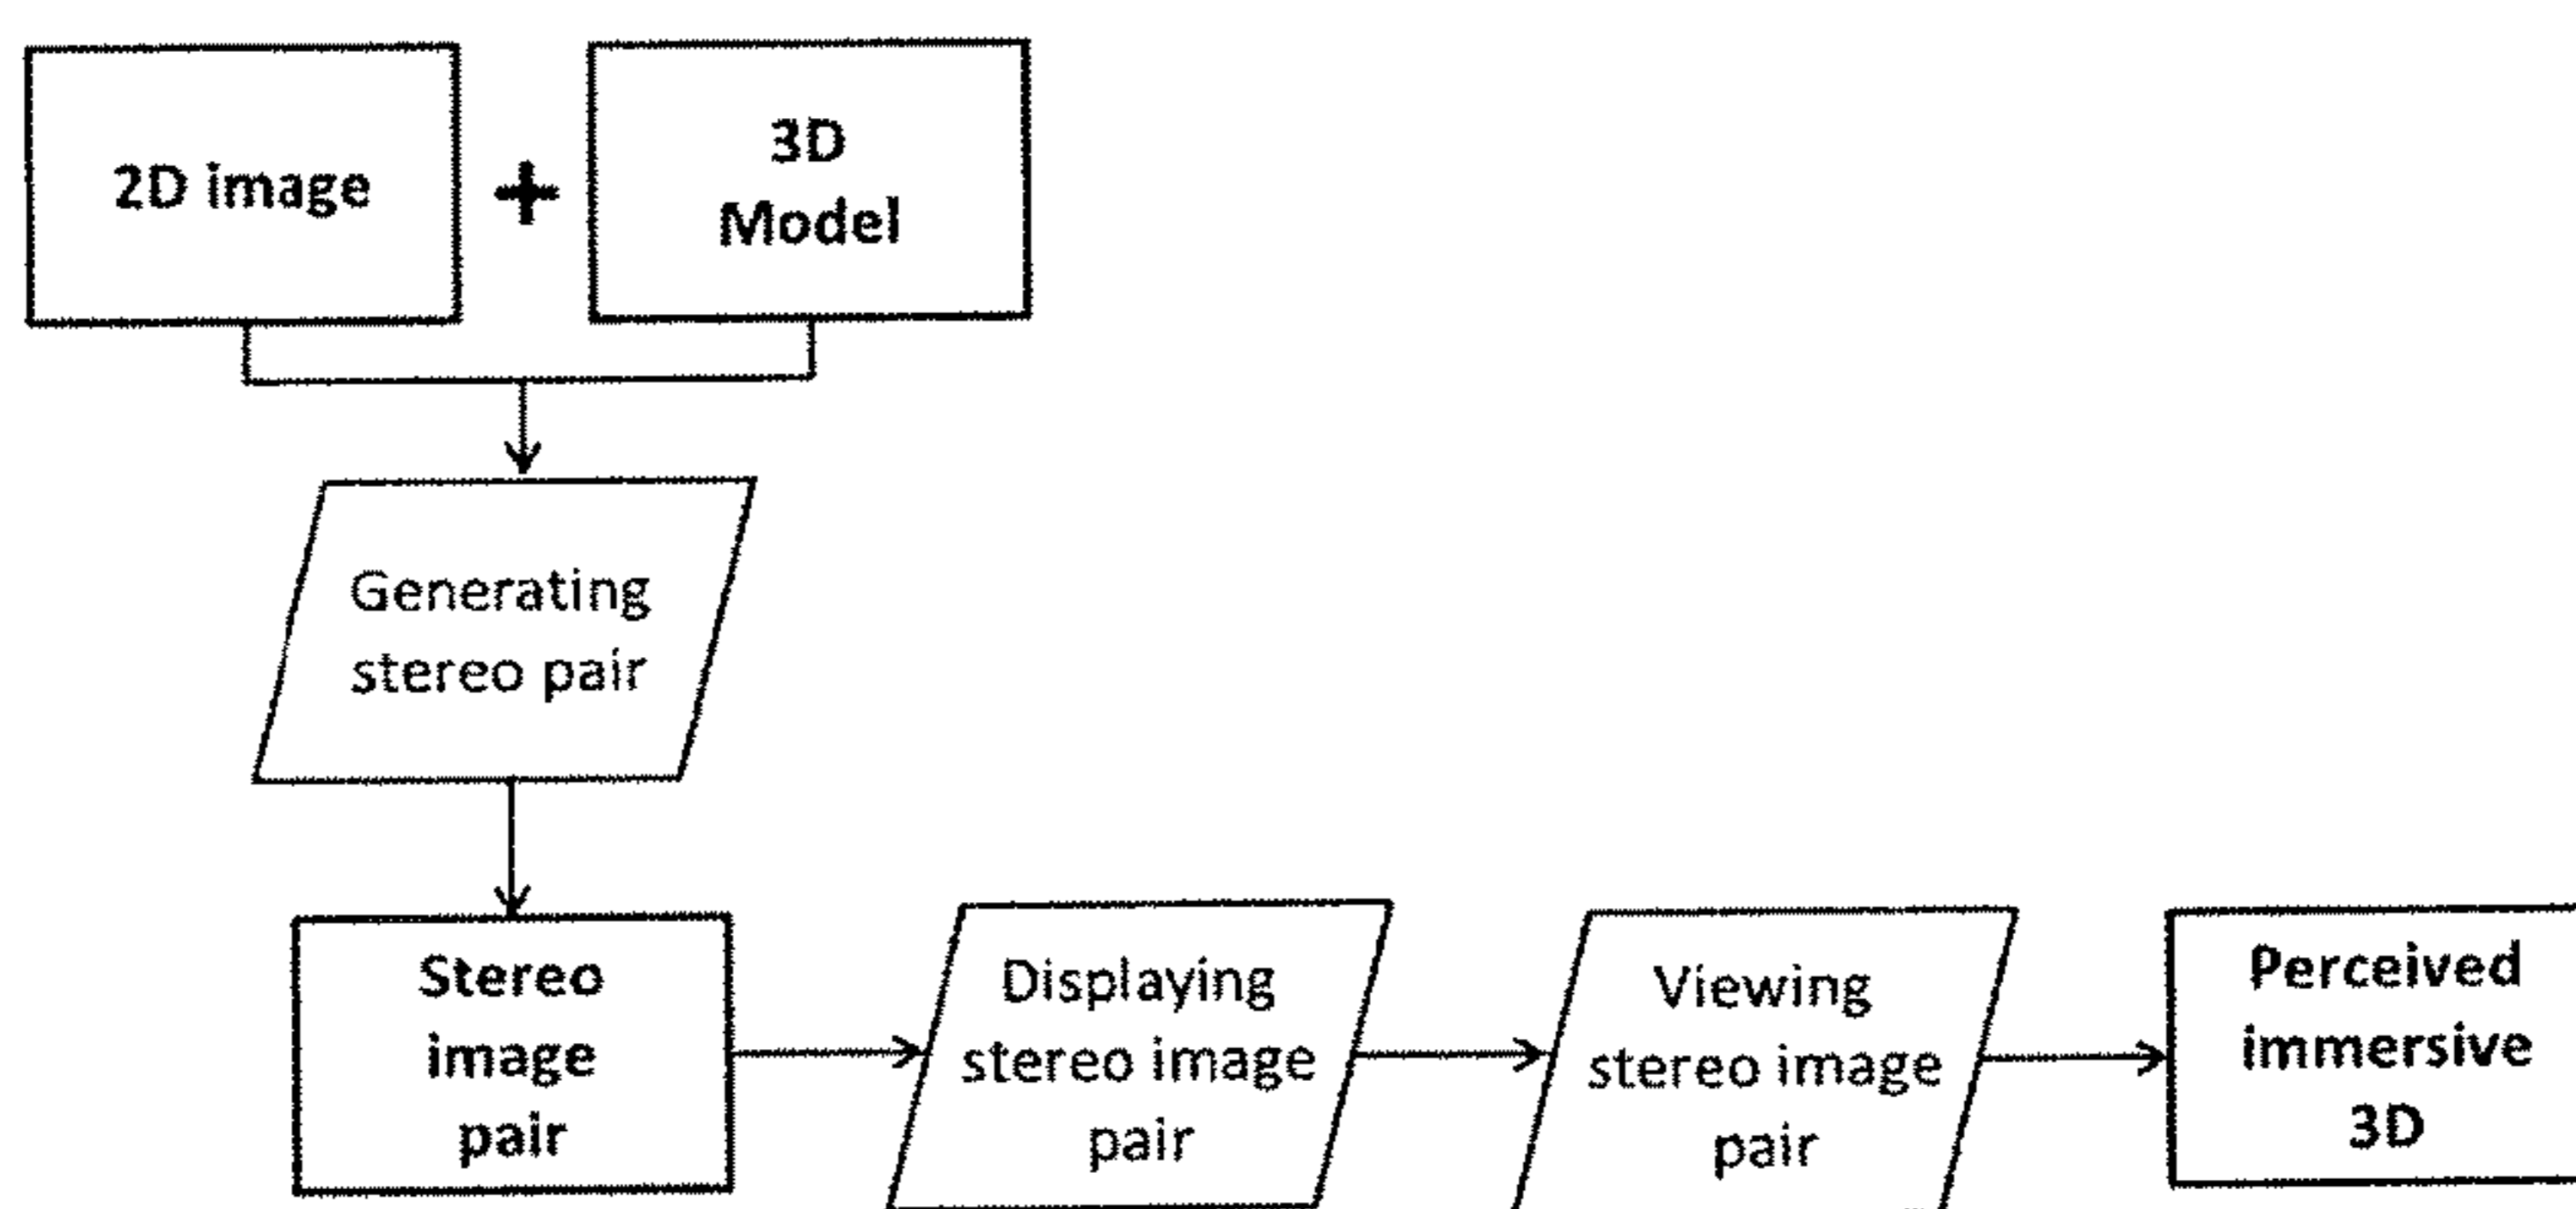 2D image
+
3D
Model
Generating
stereo pair
Stereo
image
pair
Displaying
stereo image
pair
Viewing
stereo image
pair
Perceived
immersive
3D